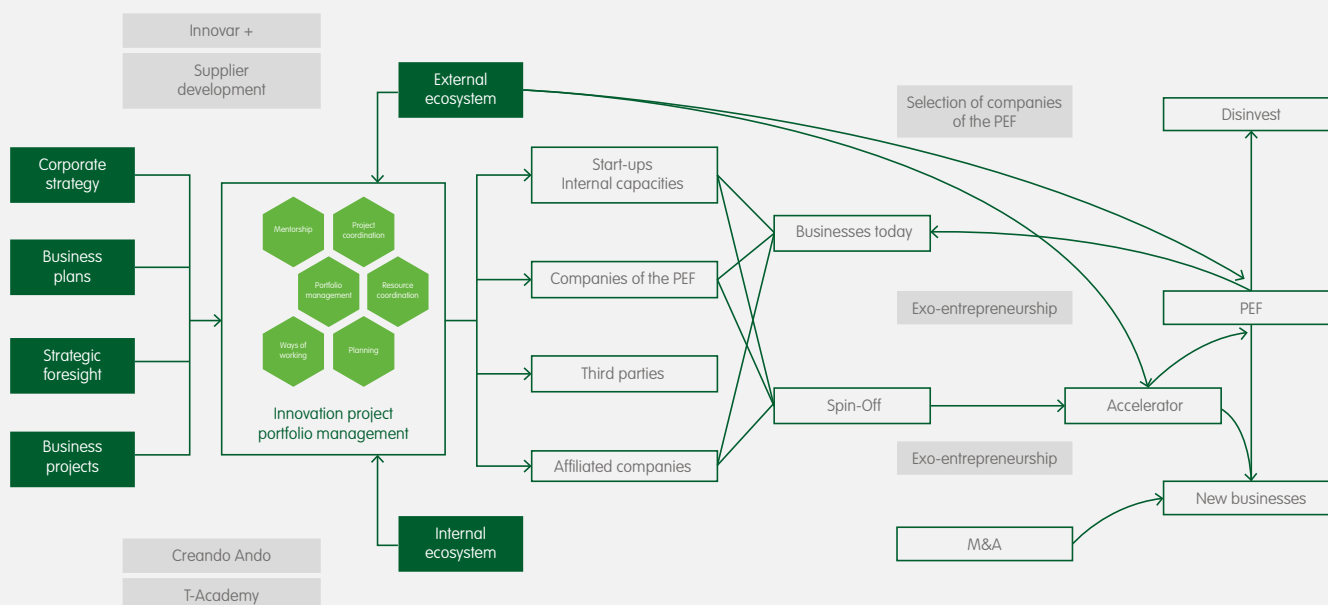 Innovar +
Supplier
development
External
ecosystem
Selection of companies
of the PEF
Disinvest
Corporate
strategy
Business
plans
Strategic
foresight
Business
projects
Mentorship
Project
coordination
Portfolio
management
Resource
coordination
Ways of
working
Planning
Innovation project
portfolio management
Start-ups
Internal capacities
Companies of the PEF
Third parties
Affiliated companies
Businesses today
Spin-Off
Exo-entrepreneurship
PEF
Accelerator
Exo-entrepreneurship
New businesses
M&A
Internal
ecosystem
Creando Ando
T-Academy